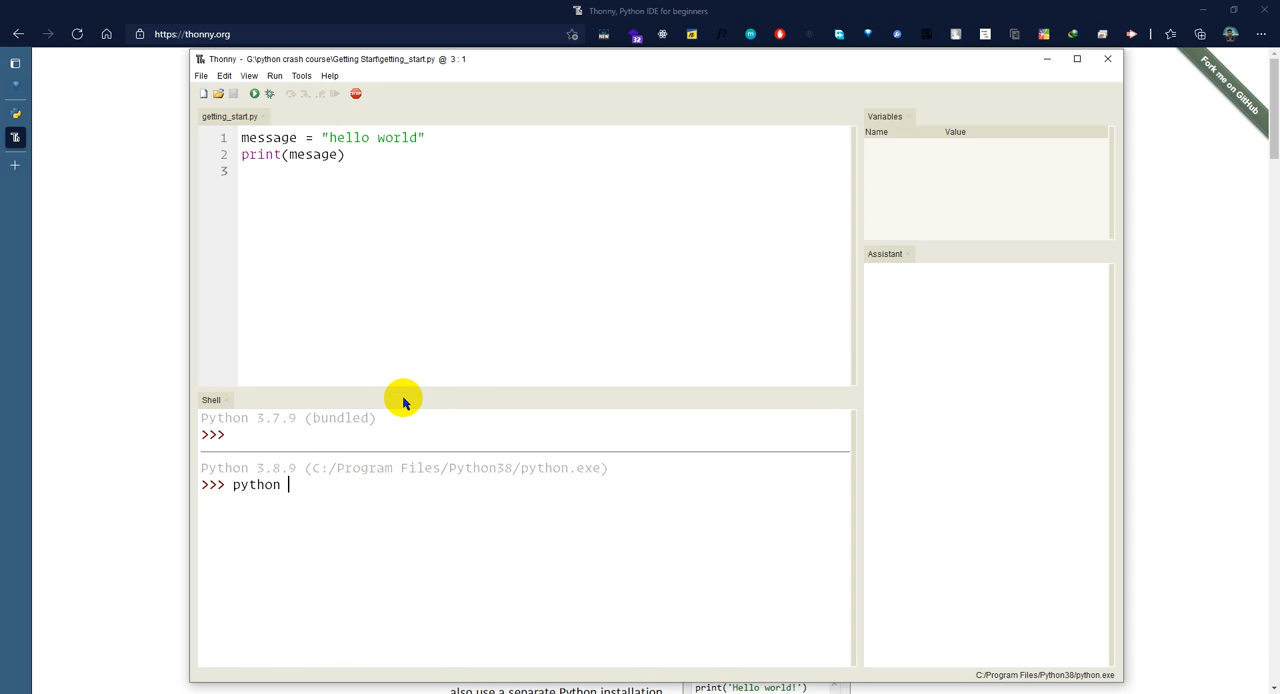 Thonny, Python IDE for beginners
https://thonny.org
32
Fork me on GitHub
Thonny - G:\python crash course\Getting Start\getting_start.py @ 3 : 1
File Edit View Run Tools Help
STOP
getting_start.py ×
1 message = "hello world"
2 print(mesage)
3
Variables ×
Name Value
Assistant ×
Shell ×
Python 3.7.9 (bundled)
>>>
Python 3.8.9 (C:/Program Files/Python38/python.exe)
>>> python
C:/Program Files/Python38/python.exe
also use a separate Python installation
print('Hello world!')